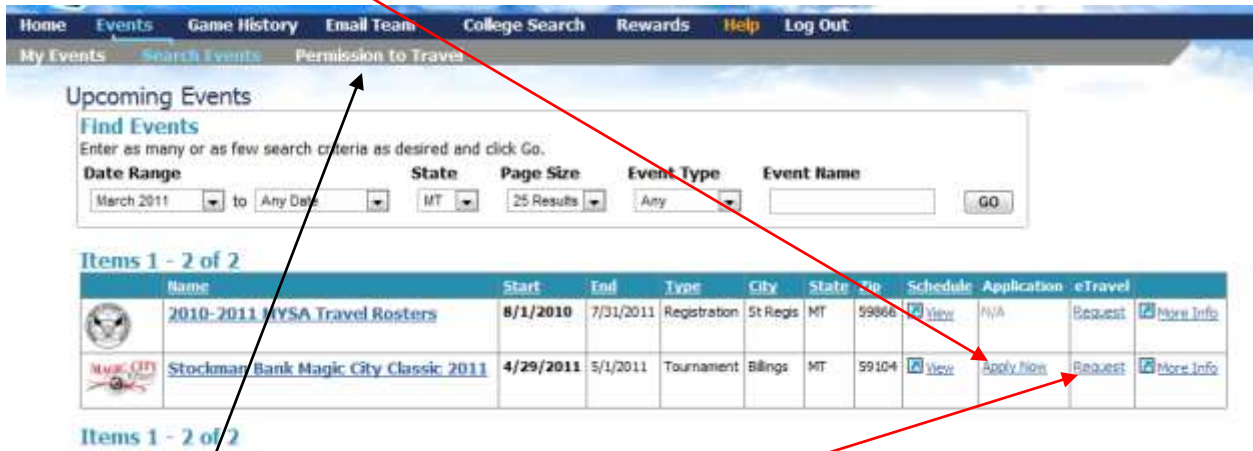 Home Events Game History Email Team College Search Rewards Help Log Out
My Events Search Events Permission to Travel
Upcoming Events
Find Events
Enter as many or as few search criteria as desired and click Go.
Date Range State Page Size Event Type Event Name
March 2011 to Any Date MT 25 Results Any GO
Items 1 - 2 of 2
Name Start End Type City State Zip Schedule Application eTravel
2010-2011 MYSA Travel Rosters 8/1/2010 7/31/2011 Registration St Regis MT 59866 View N/A Request More Info
MAGIC CITY Stockman Bank Magic City Classic 2011 4/29/2011 5/1/2011 Tournament Billings MT 59104 View Apply Now Request More Info
Items 1 - 2 of 2